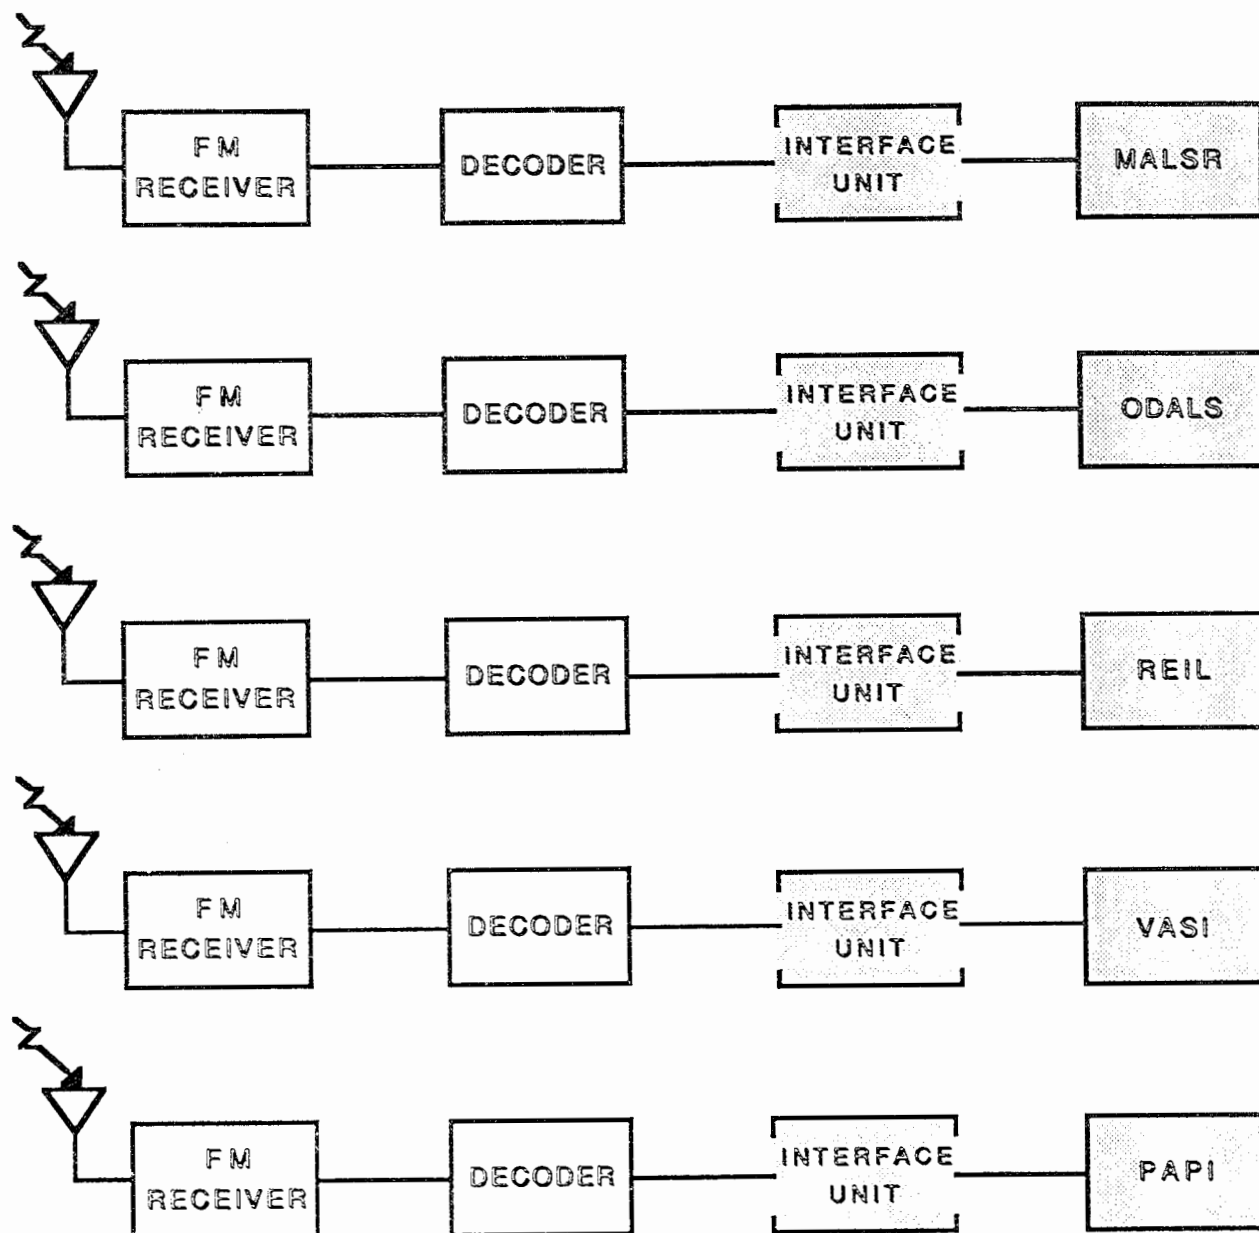 FM
RECEIVER
DECODER
INTERFACE
UNIT
MALSR
FM
RECEIVER
DECODER
INTERFACE
UNIT
ODALS
FM
RECEIVER
DECODER
INTERFACE
UNIT
REIL
FM
RECEIVER
DECODER
INTERFACE
UNIT
VASI
FM
RECEIVER
DECODER
INTERFACE
UNIT
PAPI